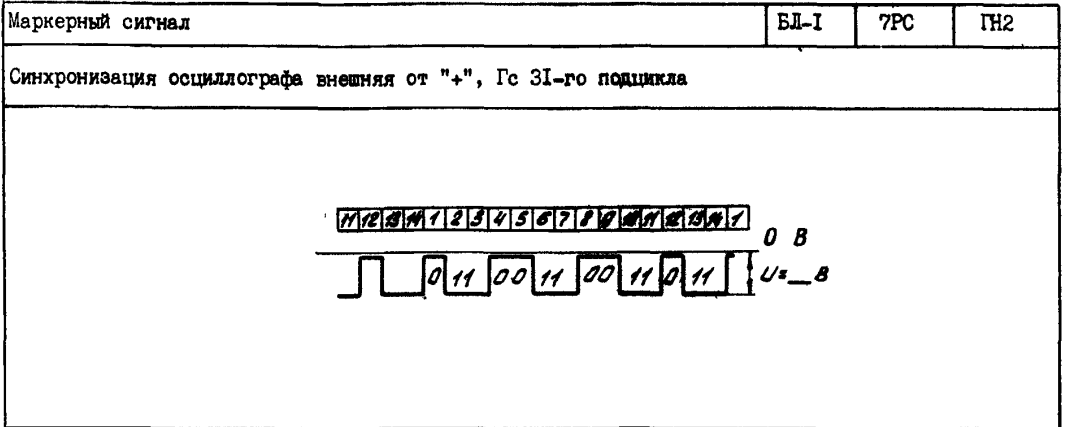 Маркерный сигнал БЛ-I 7РС ГН2
Синхронизация осциллографа внешняя от "+", Гс 3I-го подцикла
11 12 13 14 1 2 3 4 5 6 7 8 9 10 11 12 13 14 1
0 В
0 11 00 11 00 11 0 11 U=__В